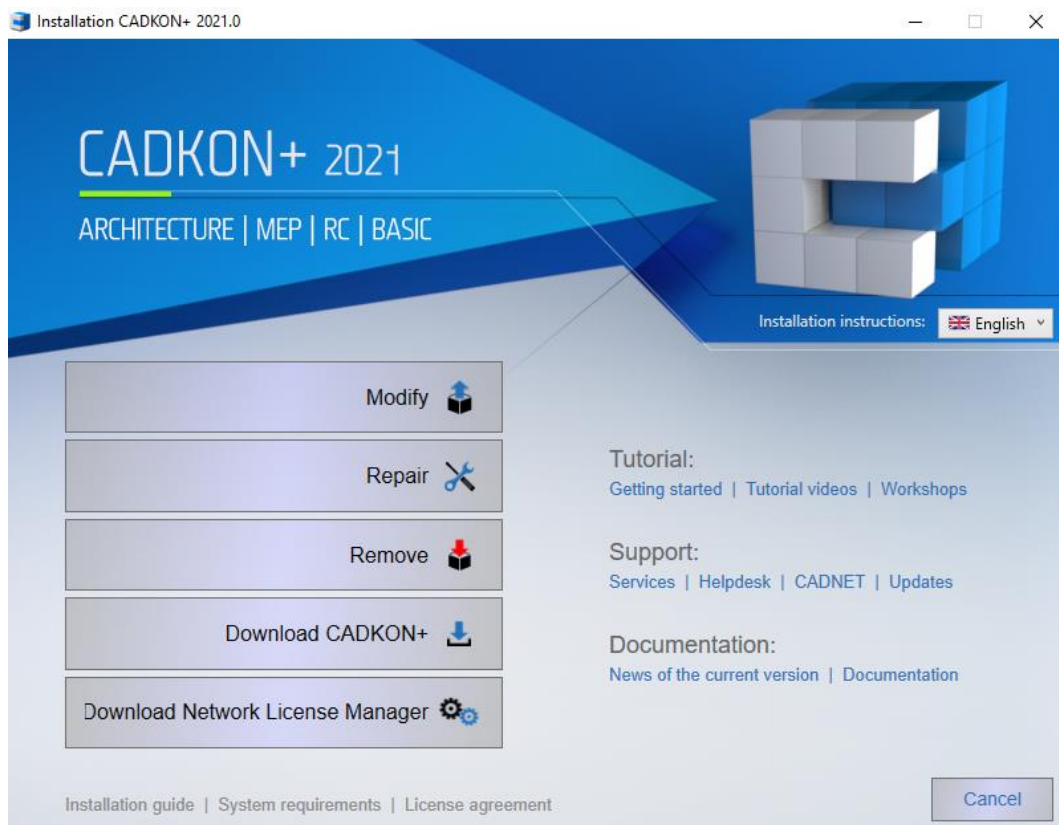 Installation CADKON+ 2021.0
CADKON+ 2021
ARCHITECTURE | MEP | RC | BASIC
Installation instructions: English
Modify
Repair
Remove
Download CADKON+
Download Network License Manager
Tutorial:
Getting started | Tutorial videos | Workshops
Support:
Services | Helpdesk | CADNET | Updates
Documentation:
News of the current version | Documentation
Installation guide | System requirements | License agreement
Cancel